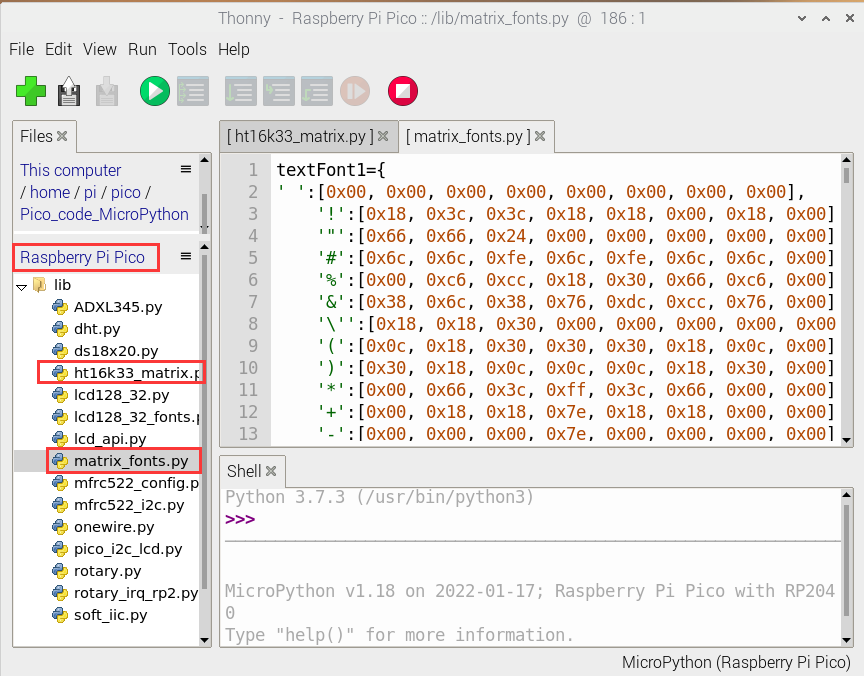 Thonny - Raspberry Pi Pico :: /lib/matrix_fonts.py @ 186 : 1
File Edit View Run Tools Help
Files
This computer
/ home / pi / pico /
Pico_code_MicroPython
Raspberry Pi Pico
lib
ADXL345.py
dht.py
ds18x20.py
ht16k33_matrix.p
lcd128_32.py
lcd128_32_fonts.p
lcd_api.py
matrix_fonts.py
mfrc522_config.p
mfrc522_i2c.py
onewire.py
pico_i2c_lcd.py
rotary.py
rotary_irq_rp2.py
soft_iic.py
[ ht16k33_matrix.py ] [ matrix_fonts.py ]
1 textFont1={
2 ' ':[0x00, 0x00, 0x00, 0x00, 0x00, 0x00, 0x00, 0x00],
3 '!':[0x18, 0x3c, 0x3c, 0x18, 0x18, 0x00, 0x18, 0x00]
4 '"':[0x66, 0x66, 0x24, 0x00, 0x00, 0x00, 0x00, 0x00]
5 '#':[0x6c, 0x6c, 0xfe, 0x6c, 0xfe, 0x6c, 0x6c, 0x00]
6 '%':[0x00, 0xc6, 0xcc, 0x18, 0x30, 0x66, 0xc6, 0x00]
7 '&':[0x38, 0x6c, 0x38, 0x76, 0xdc, 0xcc, 0x76, 0x00]
8 '\'':[0x18, 0x18, 0x30, 0x00, 0x00, 0x00, 0x00, 0x00
9 '(':[0x0c, 0x18, 0x30, 0x30, 0x30, 0x18, 0x0c, 0x00]
10 ')':[0x30, 0x18, 0x0c, 0x0c, 0x0c, 0x18, 0x30, 0x00]
11 '*':[0x00, 0x66, 0x3c, 0xff, 0x3c, 0x66, 0x00, 0x00]
12 '+':[0x00, 0x18, 0x18, 0x7e, 0x18, 0x18, 0x00, 0x00]
13 '-':[0x00, 0x00, 0x00, 0x7e, 0x00, 0x00, 0x00, 0x00]
Shell
Python 3.7.3 (/usr/bin/python3)
>>>
MicroPython v1.18 on 2022-01-17; Raspberry Pi Pico with RP204
0
Type "help()" for more information.
MicroPython (Raspberry Pi Pico)